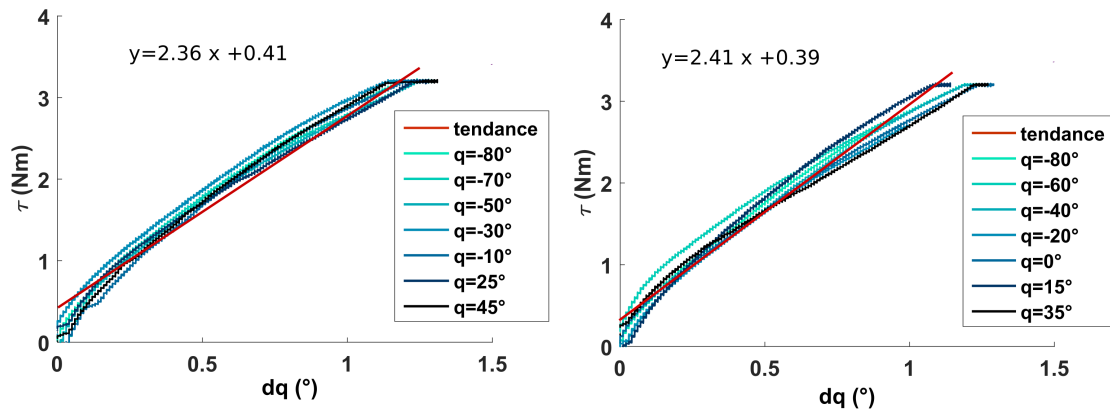 y=2.36 x +0.41
4
3
2
1
0
τ (Nm)
0
0.5
1
1.5
dq (°)
tendance
q=-80°
q=-70°
q=-50°
q=-30°
q=-10°
q=25°
q=45°
y=2.41 x +0.39
4
3
2
1
0
τ (Nm)
0
0.5
1
1.5
dq (°)
tendance
q=-80°
q=-60°
q=-40°
q=-20°
q=0°
q=15°
q=35°